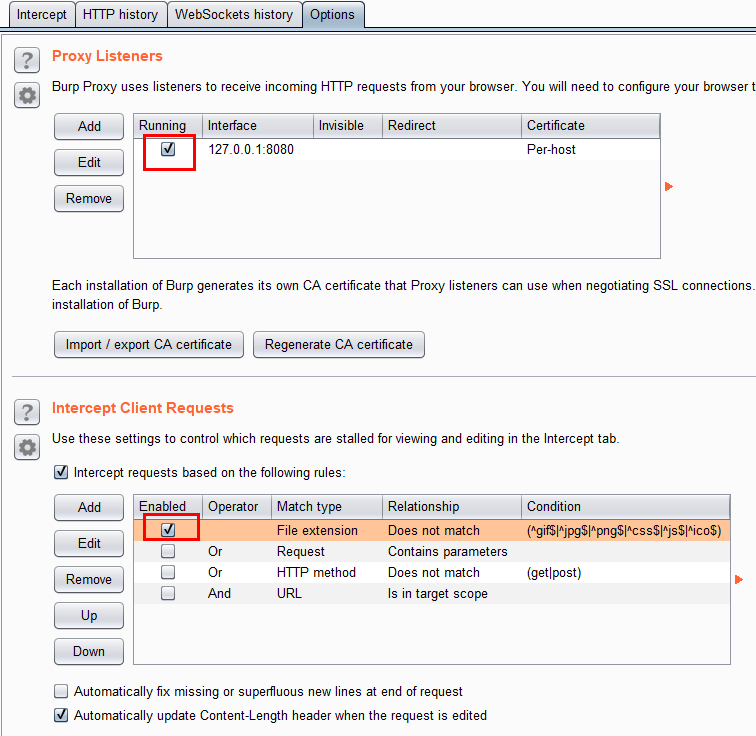 Intercept HTTP history WebSockets history Options
Proxy Listeners
Burp Proxy uses listeners to receive incoming HTTP requests from your browser. You will need to configure your browser t
Add
Edit
Remove
Running Interface Invisible Redirect Certificate
127.0.0.1:8080 Per-host
Each installation of Burp generates its own CA certificate that Proxy listeners can use when negotiating SSL connections.
installation of Burp.
Import / export CA certificate Regenerate CA certificate
Intercept Client Requests
Use these settings to control which requests are stalled for viewing and editing in the Intercept tab.
Intercept requests based on the following rules:
Add
Edit
Remove
Up
Down
Enabled Operator Match type Relationship Condition
File extension Does not match (^gif$|^jpg$|^png$|^css$|^js$|^ico$)
Or Request Contains parameters
Or HTTP method Does not match (get|post)
And URL Is in target scope
Automatically fix missing or superfluous new lines at end of request
Automatically update Content-Length header when the request is edited